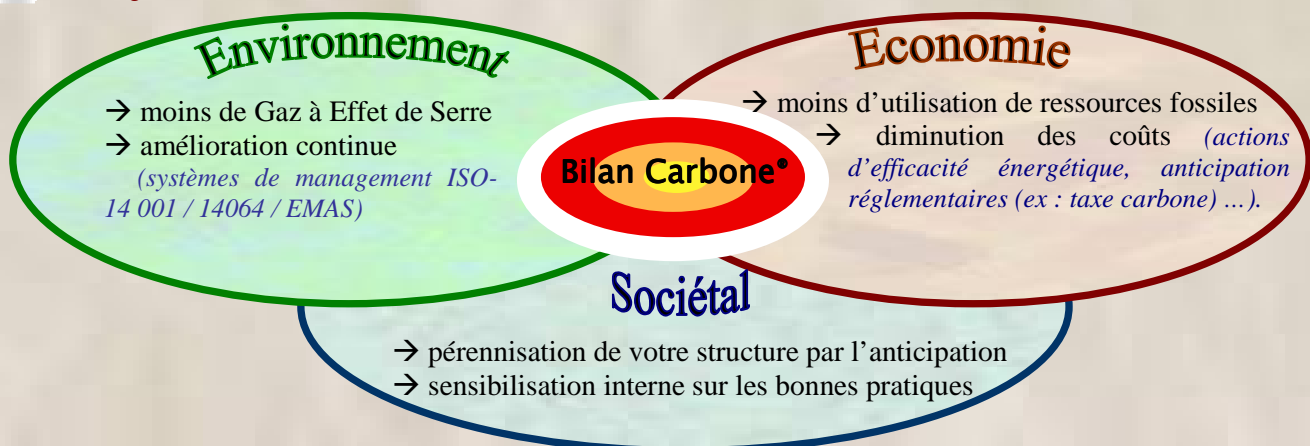 Environnement
→ moins de Gaz à Effet de Serre
→ amélioration continue
(systèmes de management ISO-
14 001 / 14064 / EMAS)
Economie
→ moins d’utilisation de ressources fossiles
→ diminution des coûts (actions
d’efficacité énergétique, anticipation
réglementaires (ex : taxe carbone) …).
Bilan Carbone®
Sociétal
→ pérennisation de votre structure par l’anticipation
→ sensibilisation interne sur les bonnes pratiques